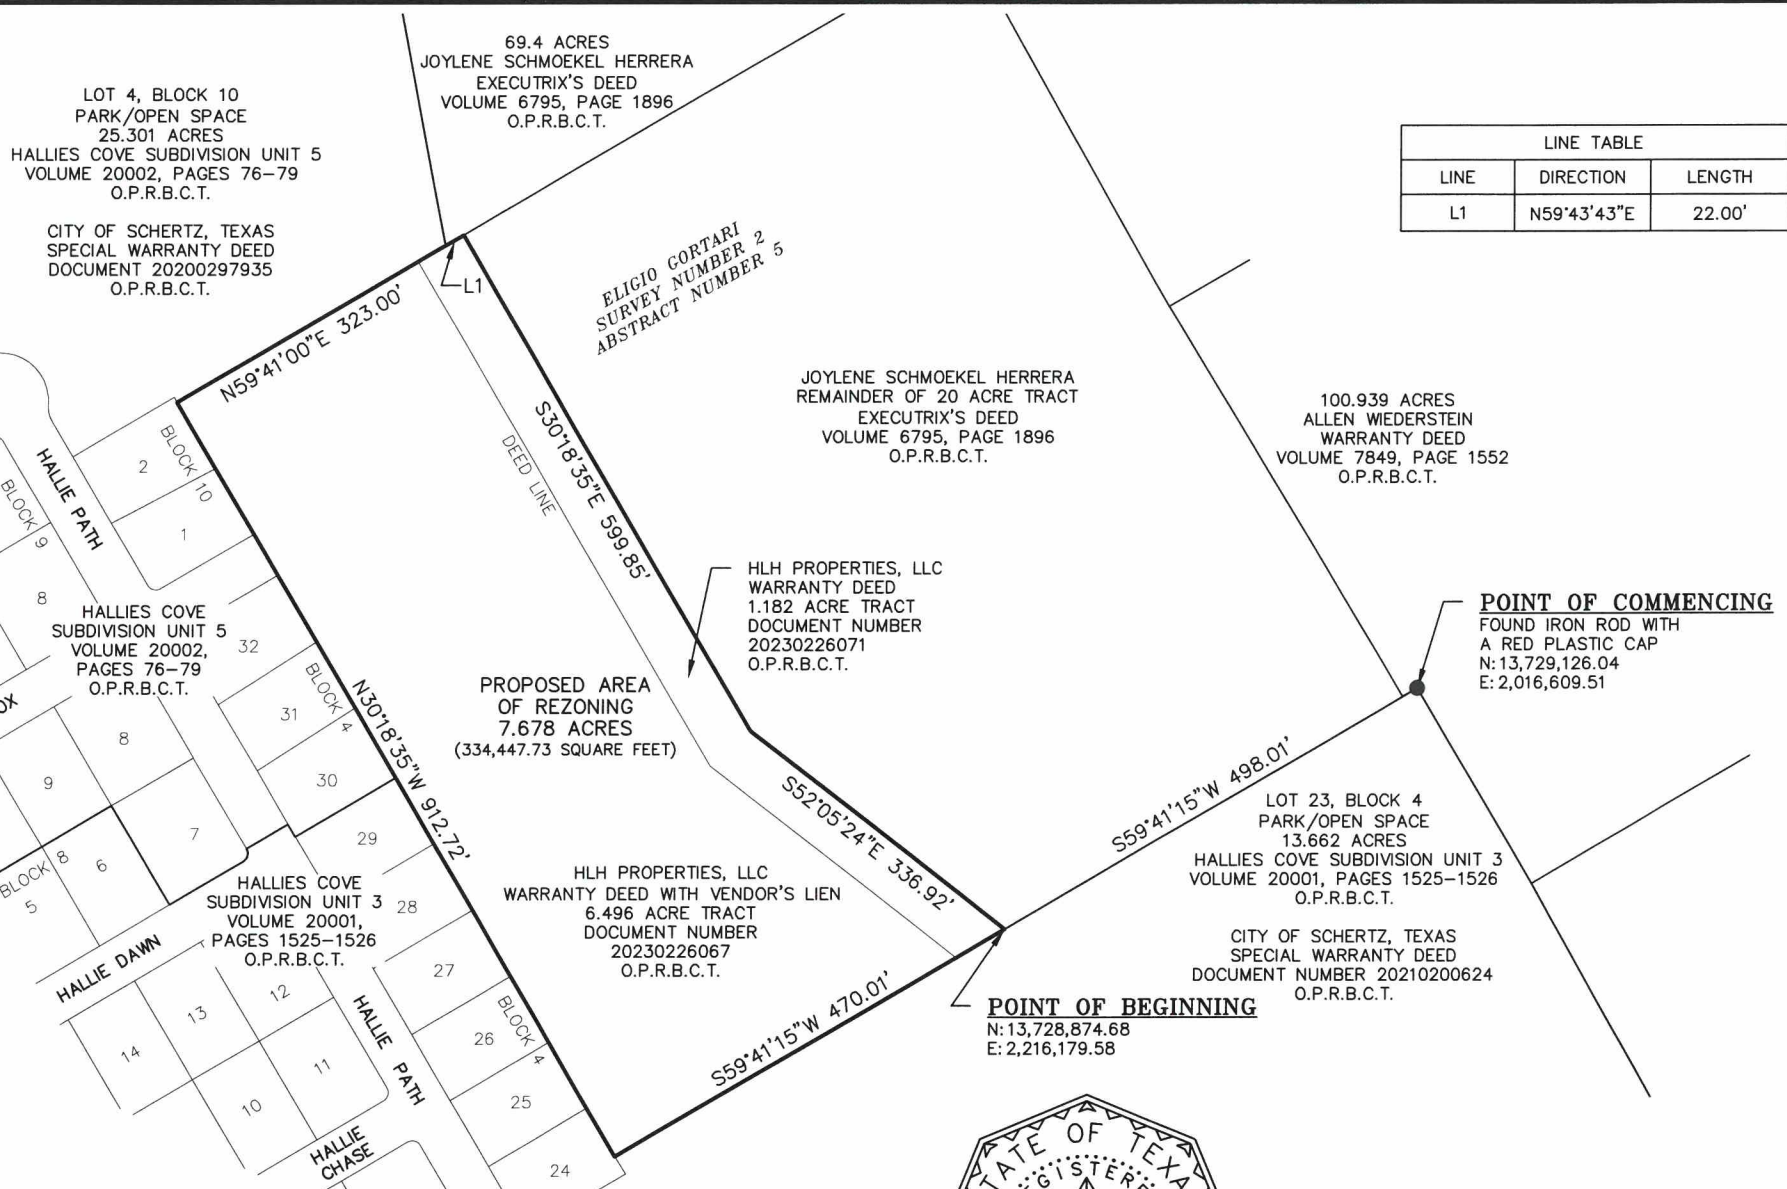 69.4 ACRES
JOYLENE SCHMOEKEL HERRERA
EXECUTRIX'S DEED
VOLUME 6795, PAGE 1896
O.P.R.B.C.T.
LOT 4, BLOCK 10
PARK/OPEN SPACE
25.301 ACRES
HALLIES COVE SUBDIVISION UNIT 5
VOLUME 20002, PAGES 76-79
O.P.R.B.C.T.
CITY OF SCHERTZ, TEXAS
SPECIAL WARRANTY DEED
DOCUMENT 20200297935
O.P.R.B.C.T.
LINE TABLE
LINE DIRECTION LENGTH
L1 N59°43'43"E 22.00'
L1
ELIGIO GORTARI
SURVEY NUMBER 2
ABSTRACT NUMBER 5
N59°41'00"E 323.00'
S30°18'35"E 599.85'
DEED LINE
JOYLENE SCHMOEKEL HERRERA
REMAINDER OF 20 ACRE TRACT
EXECUTRIX'S DEED
VOLUME 6795, PAGE 1896
O.P.R.B.C.T.
100.939 ACRES
ALLEN WIEDERSTEIN
WARRANTY DEED
VOLUME 7849, PAGE 1552
O.P.R.B.C.T.
BLOCK 10
2
1
HALLIE PATH
BLOCK 9
8
HALLIES COVE
SUBDIVISION UNIT 5
VOLUME 20002,
PAGES 76-79
O.P.R.B.C.T.
32
31
30
BLOCK 4
N30°18'35"W 912.72'
HLH PROPERTIES, LLC
WARRANTY DEED
1.182 ACRE TRACT
DOCUMENT NUMBER
20230226071
O.P.R.B.C.T.
POINT OF COMMENCING
FOUND IRON ROD WITH
A RED PLASTIC CAP
N:13,729,126.04
E:2,016,609.51
PROPOSED AREA
OF REZONING
7.678 ACRES
(334,447.73 SQUARE FEET)
OX
8
9
7
6
BLOCK 8
5
29
28
27
26
25
24
BLOCK 4
S52°05'24"E 336.92'
S59°41'15"W 498.01'
LOT 23, BLOCK 4
PARK/OPEN SPACE
13.662 ACRES
HALLIES COVE SUBDIVISION UNIT 3
VOLUME 20001, PAGES 1525-1526
O.P.R.B.C.T.
CITY OF SCHERTZ, TEXAS
SPECIAL WARRANTY DEED
DOCUMENT NUMBER 20210200624
O.P.R.B.C.T.
HLH PROPERTIES, LLC
WARRANTY DEED WITH VENDOR'S LIEN
6.496 ACRE TRACT
DOCUMENT NUMBER
20230226067
O.P.R.B.C.T.
HALLIES COVE
SUBDIVISION UNIT 3
VOLUME 20001,
PAGES 1525-1526
O.P.R.B.C.T.
HALLIE DAWN
14
13
12
11
10
HALLIE PATH
HALLIE
CHASE
S59°41'15"W 470.01'
POINT OF BEGINNING
N:13,728,874.68
E:2,216,179.58
TATE OF TEXA
GISTERE